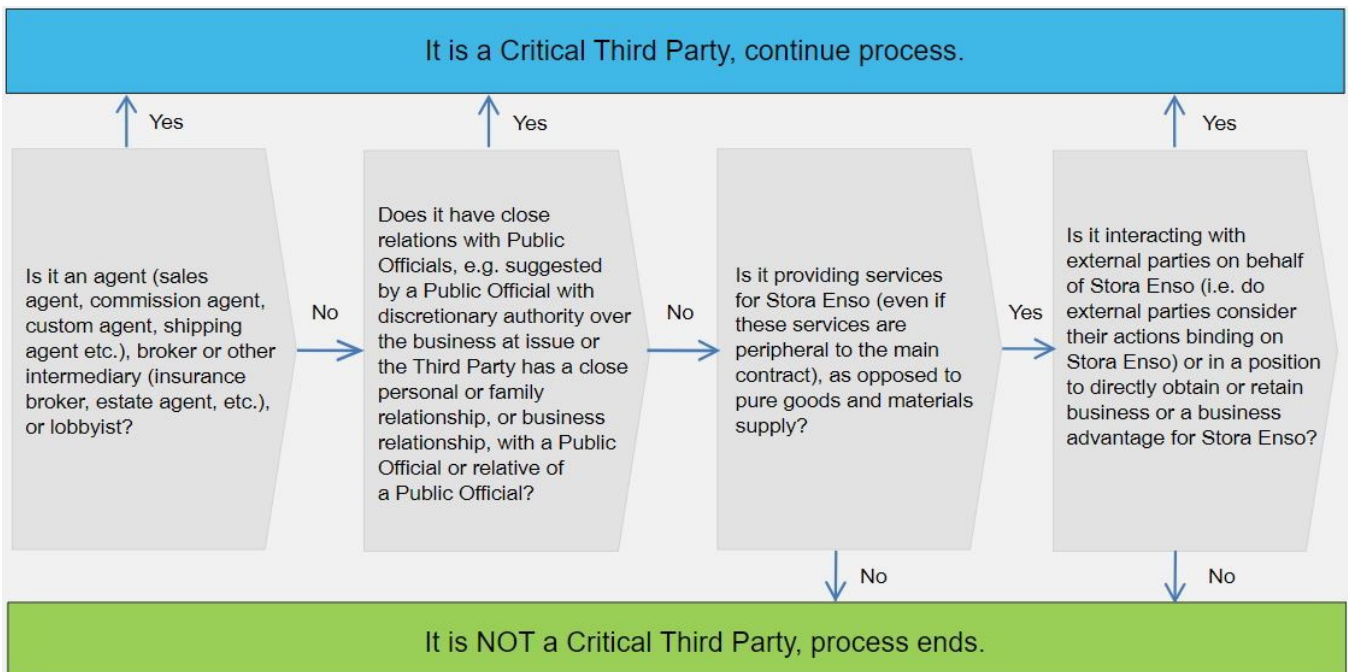 It is a Critical Third Party, continue process.
Yes
Yes
Yes
Is it an agent (sales
agent, commission agent,
custom agent, shipping
agent etc.), broker or other
intermediary (insurance
broker, estate agent, etc.),
or lobbyist?
No
Does it have close
relations with Public
Officials, e.g. suggested
by a Public Official with
discretionary authority over
the business at issue or
the Third Party has a close
personal or family
relationship, or business
relationship, with a Public
Official or relative of
a Public Official?
No
Is it providing services
for Stora Enso (even if
these services are
peripheral to the main
contract), as opposed to
pure goods and materials
supply?
Yes
Is it interacting with
external parties on behalf
of Stora Enso (i.e. do
external parties consider
their actions binding on
Stora Enso) or in a position
to directly obtain or retain
business or a business
advantage for Stora Enso?
No
No
It is NOT a Critical Third Party, process ends.